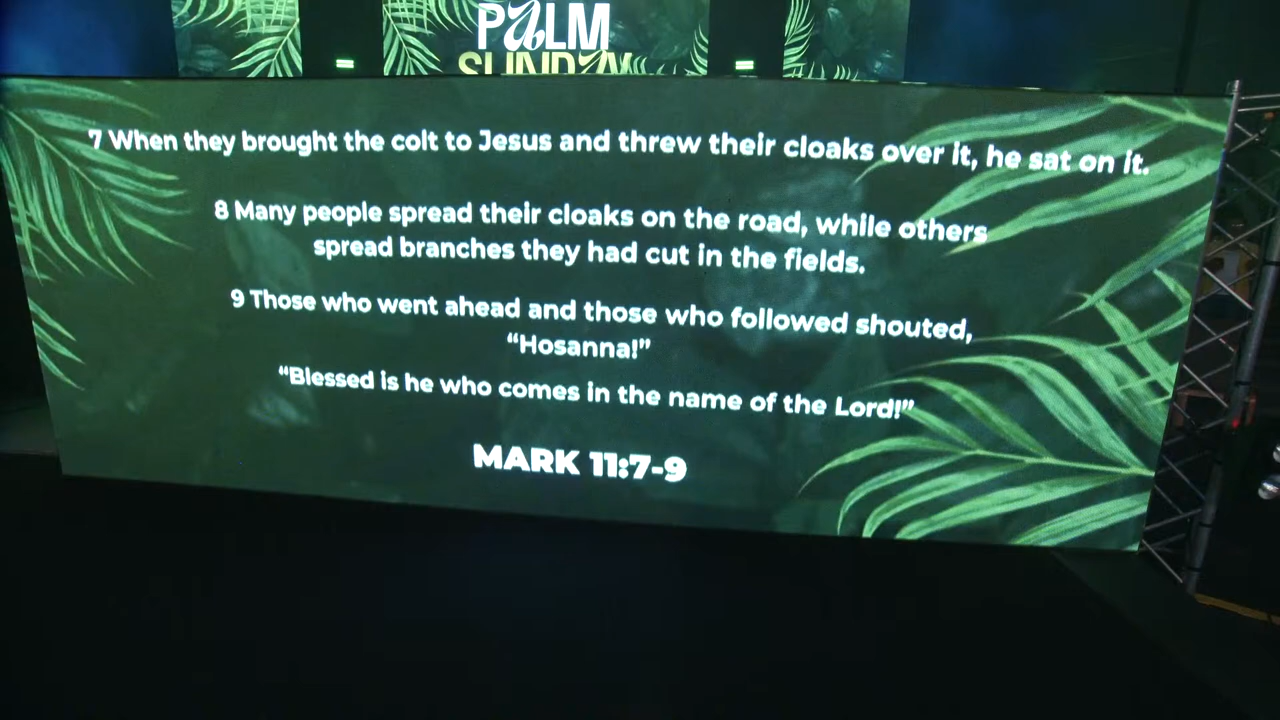 PALM
SUNDAY
7 When they brought the colt to Jesus and threw their cloaks over it, he sat on it.
8 Many people spread their cloaks on the road, while others
spread branches they had cut in the fields.
9 Those who went ahead and those who followed shouted,
“Hosanna!”
“Blessed is he who comes in the name of the Lord!”
MARK 11:7-9